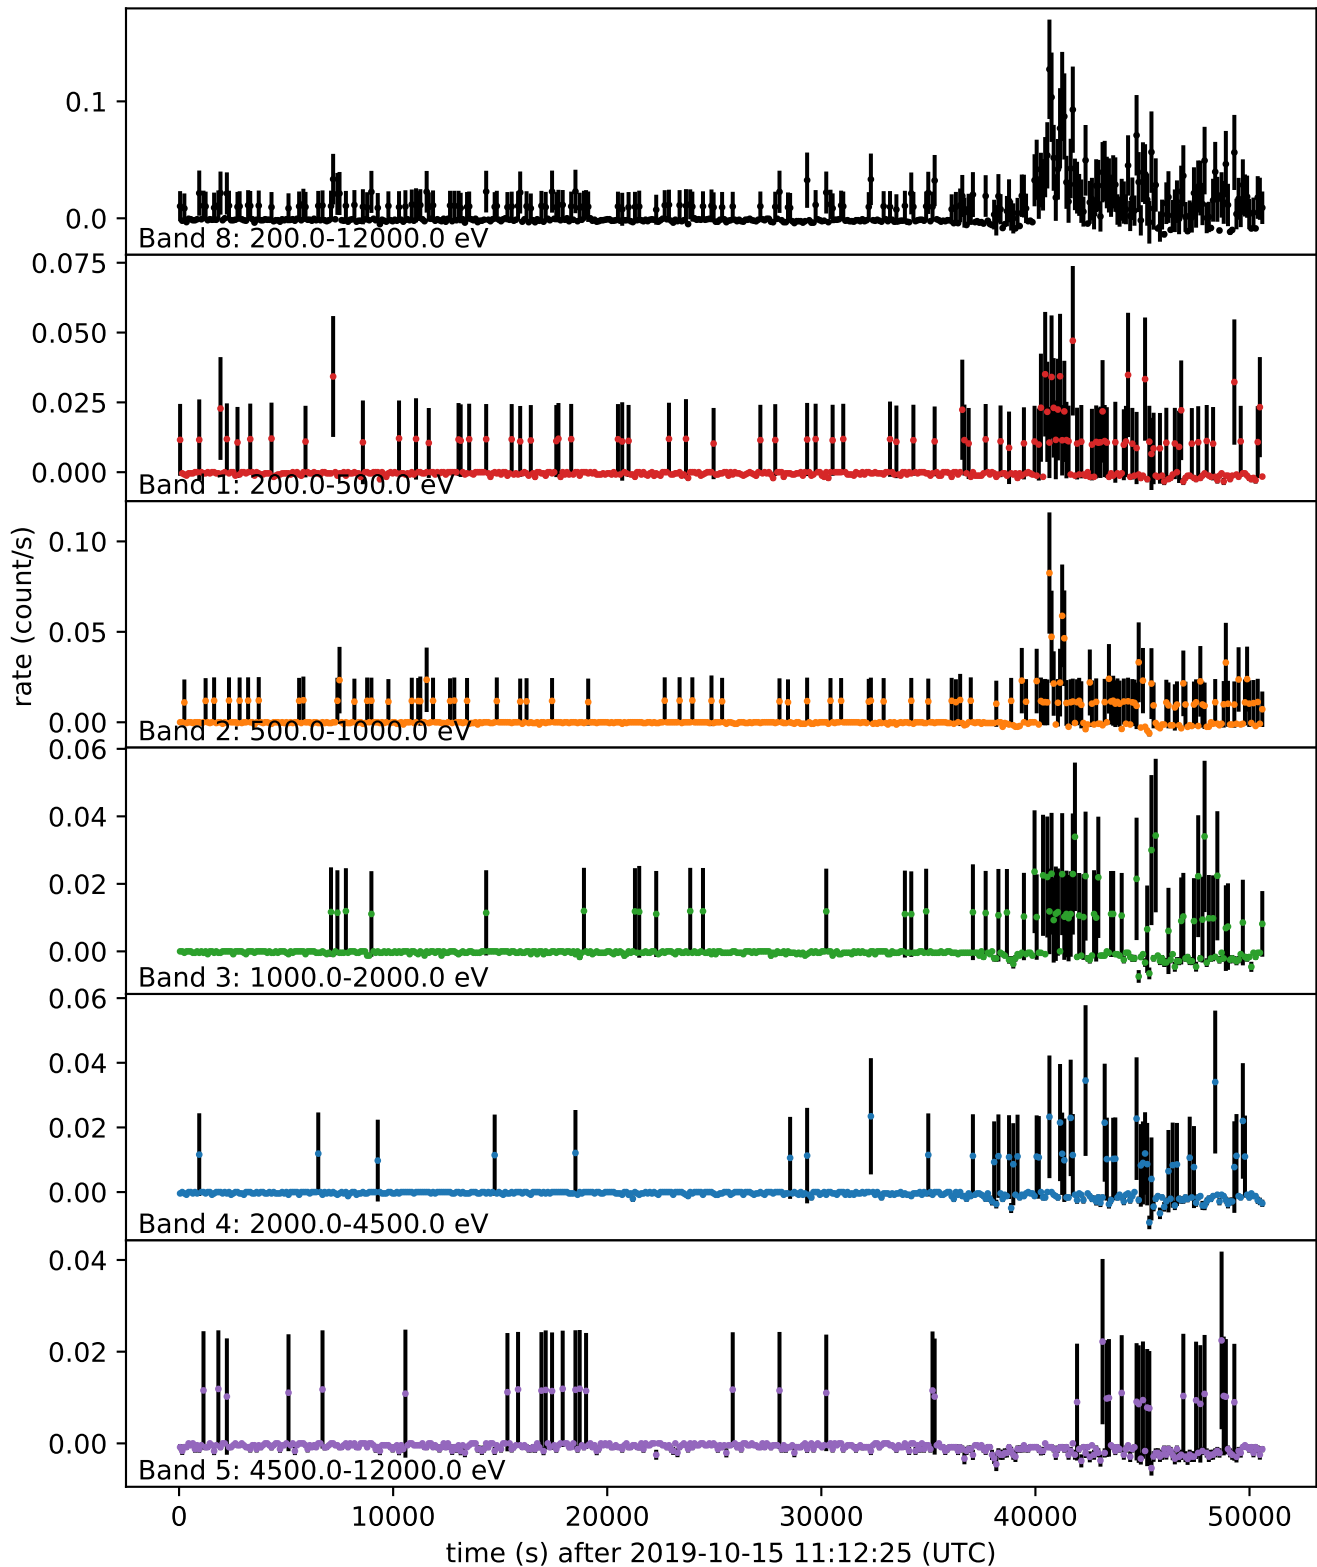 0.1
0.0
Band 8: 200.0-12000.0 eV
0.075
0.050
0.025
0.000
Band 1: 200.0-500.0 eV
rate (count/s)
0.10
0.05
0.00
Band 2: 500.0-1000.0 eV
0.06
0.04
0.02
0.00
Band 3: 1000.0-2000.0 eV
0.06
0.04
0.02
0.00
Band 4: 2000.0-4500.0 eV
0.04
0.02
0.00
Band 5: 4500.0-12000.0 eV
0 10000 20000 30000 40000 50000
time (s) after 2019-10-15 11:12:25 (UTC)